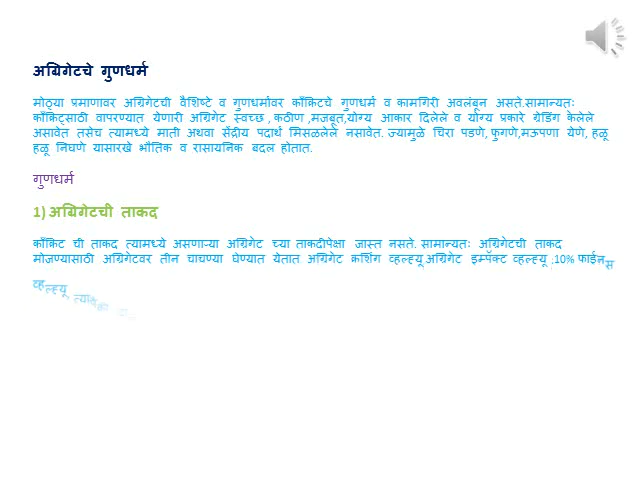 अग्रिगेटचे गुणधर्म
मोठ्या प्रमाणावर अग्रिगेटची वैशिष्टे व गुणधर्मांवर काँक्रिटचे गुणधर्म व कामगिरी अवलंबून असते.सामान्यतः
काँक्रिट्साठी वापरण्यात येणारी अग्रिगेट स्वच्छ , कठीण ,मजबूत,योग्य आकार दिलेले व योग्य प्रकारे ग्रेडिंग केलेले
असावेत तसेच त्यामध्ये माती अथवा सेंद्रीय पदार्थ मिसळलेले नसावेत. ज्यामुळे चिरा पडणे, फुगणे,मऊपणा येणे, हळू
हळू निघणे यासारखे भौतिक व रासायनिक बदल होतात.
गुणधर्म
1) अग्रिगेटची ताकद
काँक्रिट ची ताकद त्यामध्ये असणाऱ्या अग्रिगेट च्या ताकदीपेक्षा जास्त नसते. सामान्यतः अग्रिगेटची ताकद
मोजण्यासाठी अग्रिगेटवर तीन चाचण्या घेण्यात येतात अग्रिगेट क्रशिंग व्हल्ह्यू अग्रिगेट इम्पॅक्ट व्हल्ह्यू ;10% फाईनस
व्हल्ह्यू,